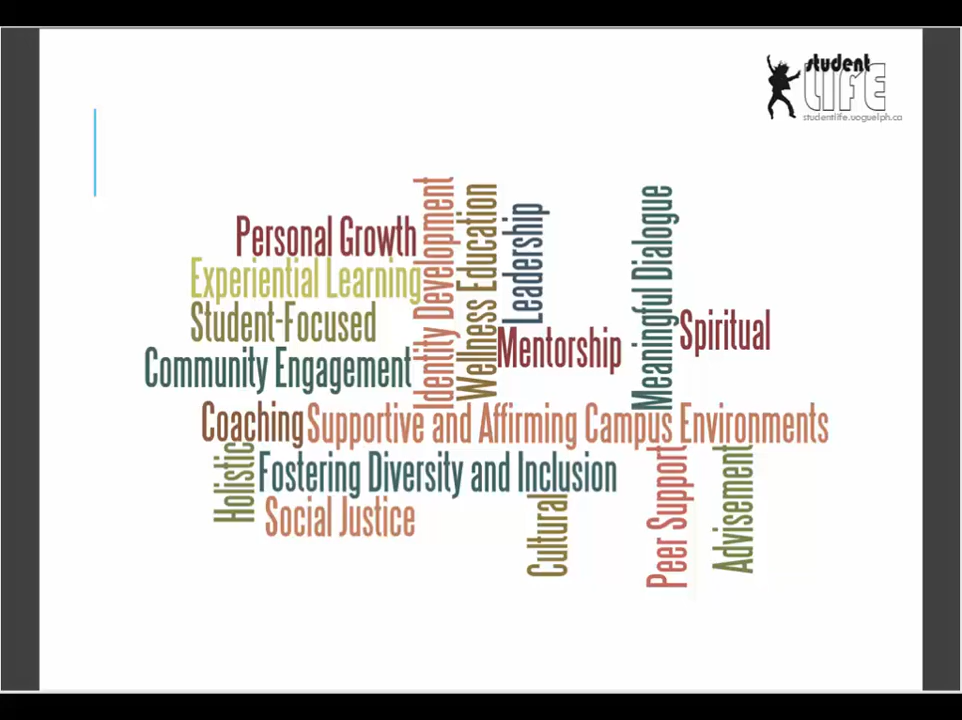 student
LIFE
studentlife.uoguelph.ca
Personal Growth
Experiential Learning
Student-Focused
Community Engagement
Identity Development
Wellness Education
Leadership
Mentorship
Meaningful Dialogue
Spiritual
Coaching
Supportive and Affirming Campus Environments
Holistic
Fostering Diversity and Inclusion
Social Justice
Cultural
Peer Support
Advisement